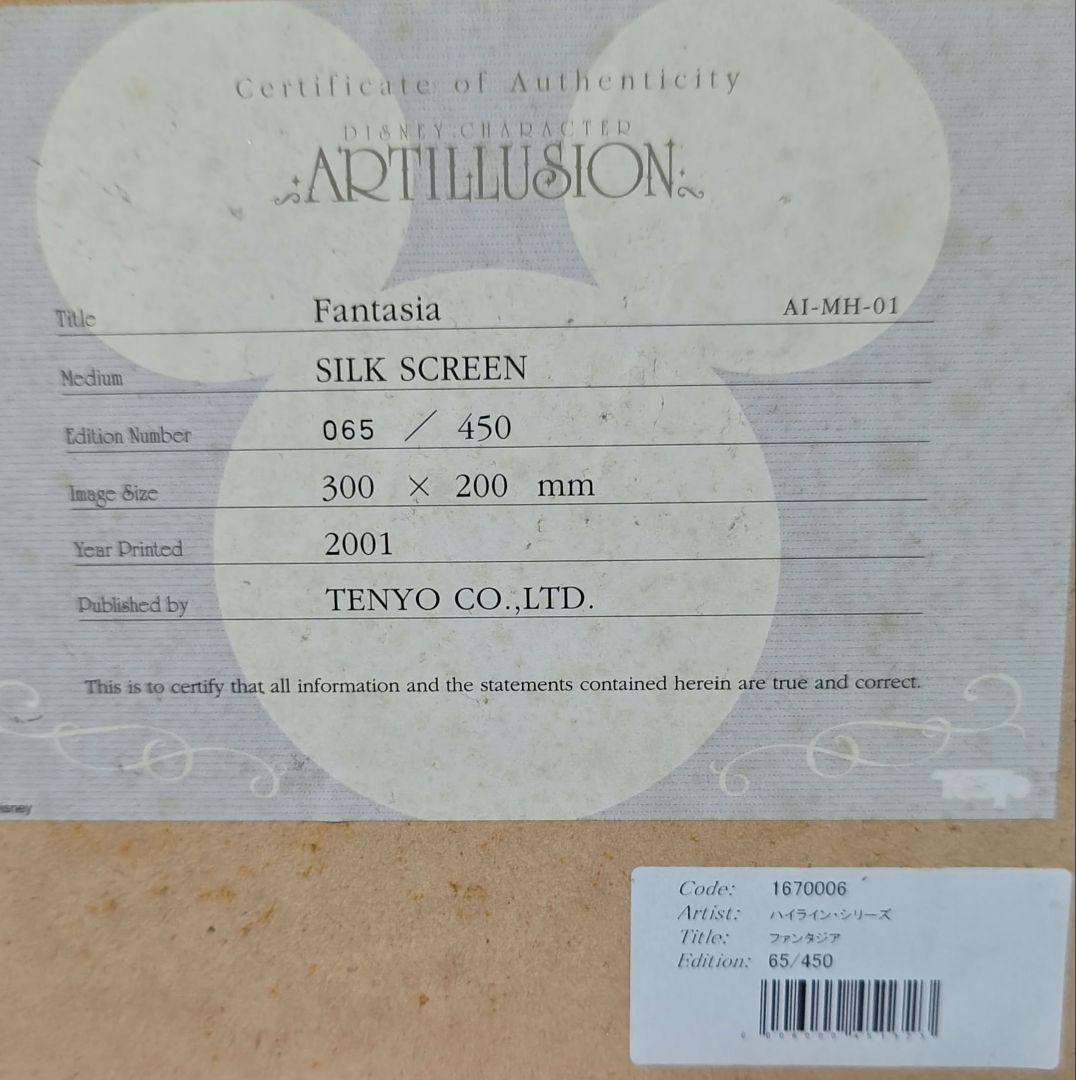 Certificate of Authenticity
DISNEY CHARACTER
ARTILLUSION
Title Fantasia AI-MH-01
Medium SILK SCREEN
Edition Number 065 / 450
Image Size 300 × 200 mm
Year Printed 2001
Published by TENYO CO.,LTD.
This is to certify that all information and the statements contained herein are true and correct.
Tenyo
isney
Code: 1670006
Artist: ハイライン・シリーズ
Title: ファンタジア
Edition: 65/450